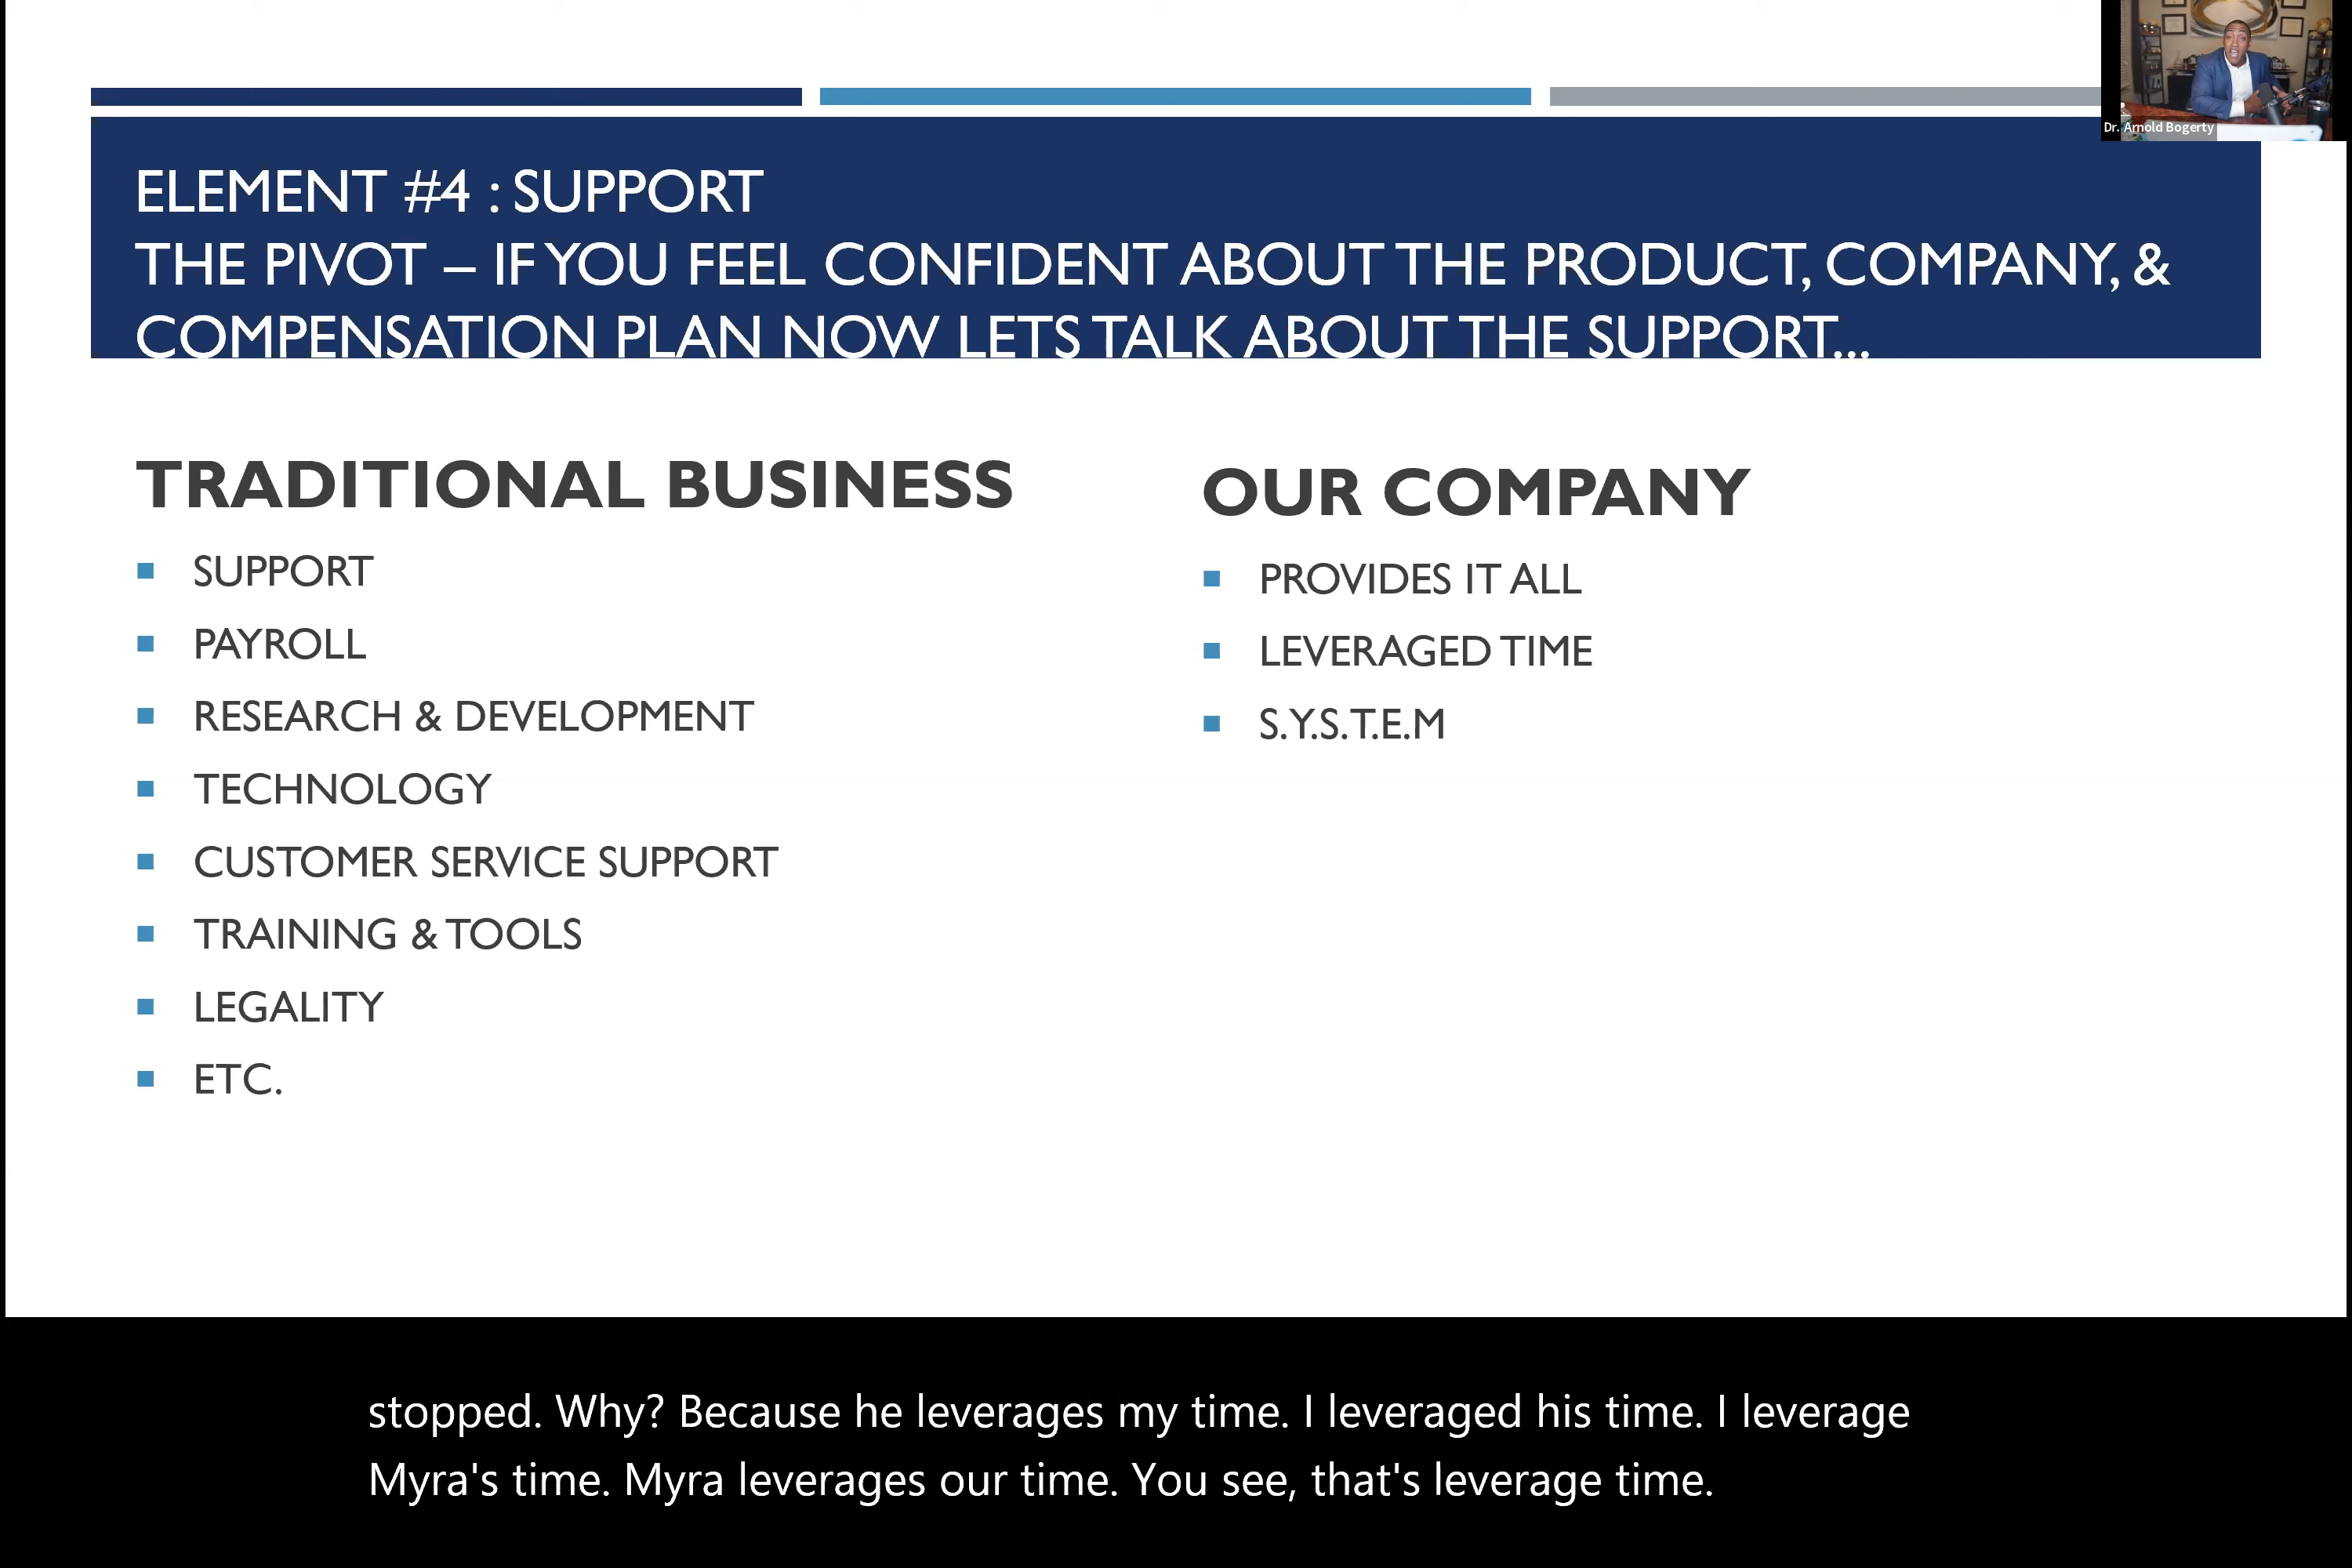 Dr. Arnold Bogerty
ELEMENT #4 : SUPPORT
THE PIVOT – IF YOU FEEL CONFIDENT ABOUT THE PRODUCT, COMPANY, &
COMPENSATION PLAN NOW LETS TALK ABOUT THE SUPPORT...
TRADITIONAL BUSINESS
SUPPORT
PAYROLL
RESEARCH & DEVELOPMENT
TECHNOLOGY
CUSTOMER SERVICE SUPPORT
TRAINING & TOOLS
LEGALITY
ETC.
OUR COMPANY
PROVIDES IT ALL
LEVERAGED TIME
S.Y.S.T.E.M
stopped. Why? Because he leverages my time. I leveraged his time. I leverage
Myra's time. Myra leverages our time. You see, that's leverage time.